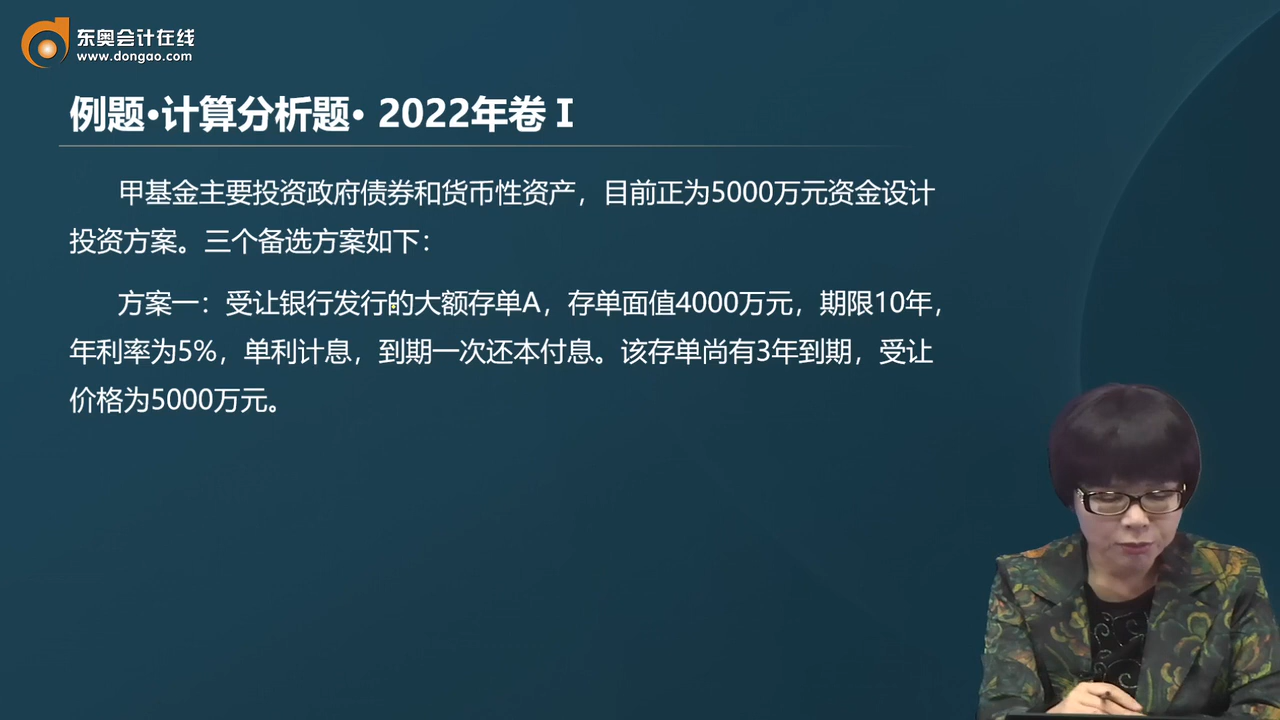 东奥会计在线
www.dongao.com
例题•计算分析题• 2022年卷Ⅰ
甲基金主要投资政府债券和货币性资产，目前正为5000万元资金设计
投资方案。三个备选方案如下：
方案一：受让银行发行的大额存单A，存单面值4000万元，期限10年，
年利率为5%，单利计息，到期一次还本付息。该存单尚有3年到期，受让
价格为5000万元。